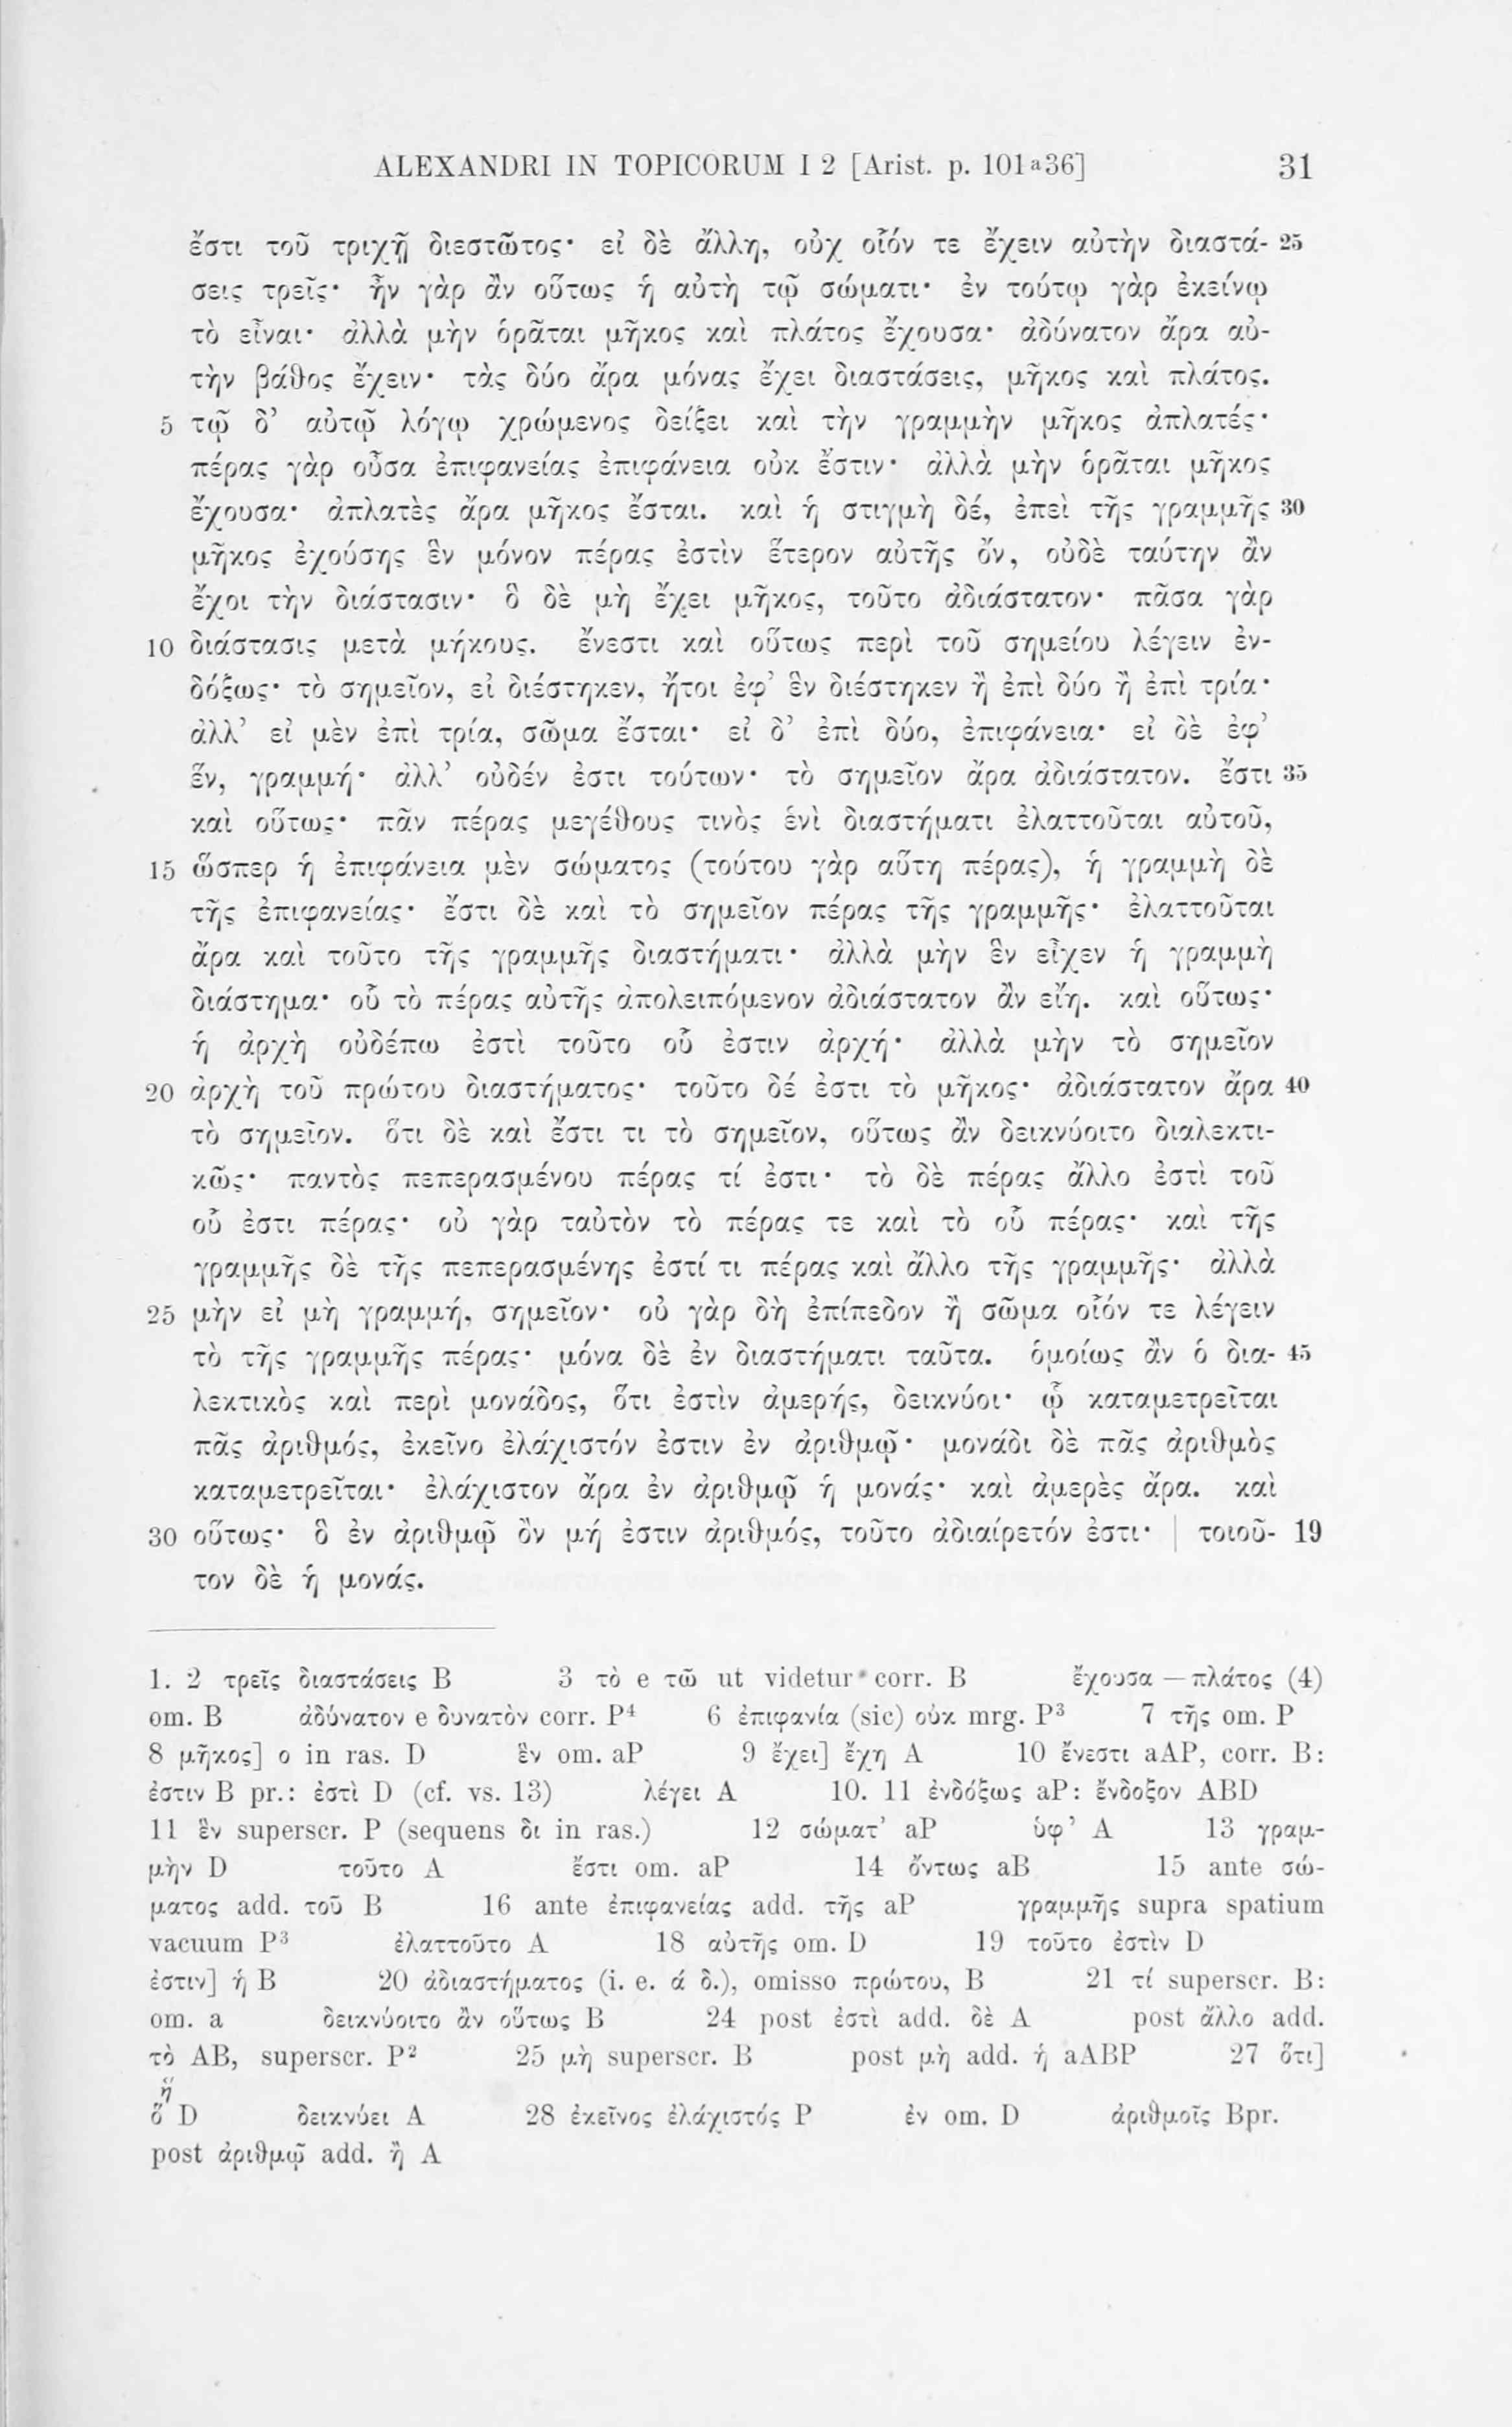 ALEXANDRI IN TOPICORUM I 2 [Arist. p. 101a36] 31
ἔστι τοῦ τριχῇ διεστῶτος· εἰ δὲ ἄλλη, οὐχ οἷόν τε ἔχειν αὐτὴν διαστά- 25
σεις τρεῖς· ἦν γὰρ ἂν οὕτως ἡ αὐτὴ τῷ σώματι· ἐν τούτῳ γὰρ ἐκείνῳ
τὸ εἶναι· ἀλλὰ μὴν ὁρᾶται μῆκος καὶ πλάτος ἔχουσα· ἀδύνατον ἄρα αὐ-
τὴν βάθος ἔχειν· τὰς δύο ἄρα μόνας ἔχει διαστάσεις, μῆκος καὶ πλάτος.
5 τῷ δ’ αὐτῷ λόγῳ χρώμενος δείξει καὶ τὴν γραμμὴν μῆκος ἀπλατές·
πέρας γὰρ οὖσα ἐπιφανείας ἐπιφάνεια οὐκ ἔστιν· ἀλλὰ μὴν ὁρᾶται μῆκος
ἔχουσα· ἀπλατὲς ἄρα μῆκος ἔσται. καὶ ἡ στιγμὴ δέ, ἐπεὶ τῆς γραμμῆς 30
μῆκος ἐχούσης ἓν μόνον πέρας ἐστὶν ἕτερον αὐτῆς ὄν, οὐδὲ ταύτην ἂν
ἔχοι τὴν διάστασιν· ὃ δὲ μὴ ἔχει μῆκος, τοῦτο ἀδιάστατον· πᾶσα γὰρ
10 διάστασις μετὰ μήκους. ἔνεστι καὶ οὕτως περὶ τοῦ σημείου λέγειν ἐν-
δόξως· τὸ σημεῖον, εἰ διέστηκεν, ἤτοι ἐφ’ ἓν διέστηκεν ἢ ἐπὶ δύο ἢ ἐπὶ τρία·
ἀλλ’ εἰ μὲν ἐπὶ τρία, σῶμα ἔσται· εἰ δ’ ἐπὶ δύο, ἐπιφάνεια· εἰ δὲ ἐφ’
ἕν, γραμμή· ἀλλ’ οὐδέν ἐστι τούτων· τὸ σημεῖον ἄρα ἀδιάστατον. ἔστι 35
καὶ οὕτως· πᾶν πέρας μεγέθους τινὸς ἑνὶ διαστήματι ἐλαττοῦται αὐτοῦ,
15 ὥσπερ ἡ ἐπιφάνεια μὲν σώματος (τούτου γὰρ αὕτη πέρας), ἡ γραμμὴ δὲ
τῆς ἐπιφανείας· ἔστι δὲ καὶ τὸ σημεῖον πέρας τῆς γραμμῆς· ἐλαττοῦται
ἄρα καὶ τοῦτο τῆς γραμμῆς διαστήματι· ἀλλὰ μὴν ἓν εἶχεν ἡ γραμμὴ
διάστημα· οὗ τὸ πέρας αὐτῆς ἀπολειπόμενον ἀδιάστατον ἂν εἴη. καὶ οὕτως·
ἡ ἀρχὴ οὐδέπω ἐστὶ τοῦτο οὗ ἐστιν ἀρχή· ἀλλὰ μὴν τὸ σημεῖον
20 ἀρχὴ τοῦ πρώτου διαστήματος· τοῦτο δέ ἐστι τὸ μῆκος· ἀδιάστατον ἄρα 40
τὸ σημεῖον. ὅτι δὲ καὶ ἔστι τι τὸ σημεῖον, οὕτως ἂν δεικνύοιτο διαλεκτι-
κῶς· παντὸς πεπερασμένου πέρας τί ἐστι· τὸ δὲ πέρας ἄλλο ἐστὶ τοῦ
οὗ ἐστι πέρας· οὐ γὰρ ταὐτὸν τὸ πέρας τε καὶ τὸ οὗ πέρας· καὶ τῆς
γραμμῆς δὲ τῆς πεπερασμένης ἐστί τι πέρας καὶ ἄλλο τῆς γραμμῆς· ἀλλὰ
25 μὴν εἰ μὴ γραμμή, σημεῖον· οὐ γὰρ δὴ ἐπίπεδον ἢ σῶμα οἷόν τε λέγειν
τὸ τῆς γραμμῆς πέρας· μόνα δὲ ἐν διαστήματι ταῦτα. ὁμοίως ἂν ὁ δια- 45
λεκτικὸς καὶ περὶ μονάδος, ὅτι ἐστὶν ἀμερής, δεικνύοι· ᾧ καταμετρεῖται
πᾶς ἀριθμός, ἐκεῖνο ἐλάχιστόν ἐστιν ἐν ἀριθμῷ· μονάδι δὲ πᾶς ἀριθμὸς
καταμετρεῖται· ἐλάχιστον ἄρα ἐν ἀριθμῷ ἡ μονάς· καὶ ἀμερὲς ἄρα. καὶ
30 οὕτως· ὃ ἐν ἀριθμῷ ὂν μή ἐστιν ἀριθμός, τοῦτο ἀδιαίρετόν ἐστι· | τοιοῦ- 19
τον δὲ ἡ μονάς.
1. 2 τρεῖς διαστάσεις B 3 τὸ e τῶ ut videtur corr. B ἔχουσα — πλάτος (4)
om. B ἀδύνατον e δυνατὸν corr. P⁴ 6 ἐπιφανία (sic) οὐκ mrg. P³ 7 τῆς om. P
8 μῆκος] ο in ras. D ἓν om. aP 9 ἔχει] ἔχη A 10 ἔνεστι aAP, corr. B:
ἐστιν B pr.: ἐστὶ D (cf. vs. 13) λέγει A 10. 11 ἐνδόξως aP: ἔνδοξον ABD
11 ἓν superscr. P (sequens δι in ras.) 12 σώματ’ aP ὑφ’ A 13 γραμ-
μὴν D τοῦτο A ἔστι om. aP 14 ὄντως aB 15 ante σώ-
ματος add. τοῦ B 16 ante ἐπιφανείας add. τῆς aP γραμμῆς supra spatium
vacuum P³ ἐλαττοῦτο A 18 αὐτῆς om. D 19 τοῦτο ἐστὶν D
ἐστιν] ἡ B 20 ἀδιαστήματος (i. e. ά δ.), omisso πρώτου, B 21 τί superscr. B:
om. a δεικνύοιτο ἂν οὕτως B 24 post ἐστὶ add. δὲ A post ἄλλο add.
τὸ AB, superscr. P² 25 μὴ superscr. B post μὴ add. ἡ aABP 27 ὅτι]
ἢ
ὅ D δεικνύει A 28 ἐκεῖνος ἐλάχιστός P ἐν om. D ἀριθμοῖς Bpr.
post ἀριθμῷ add. ἢ A